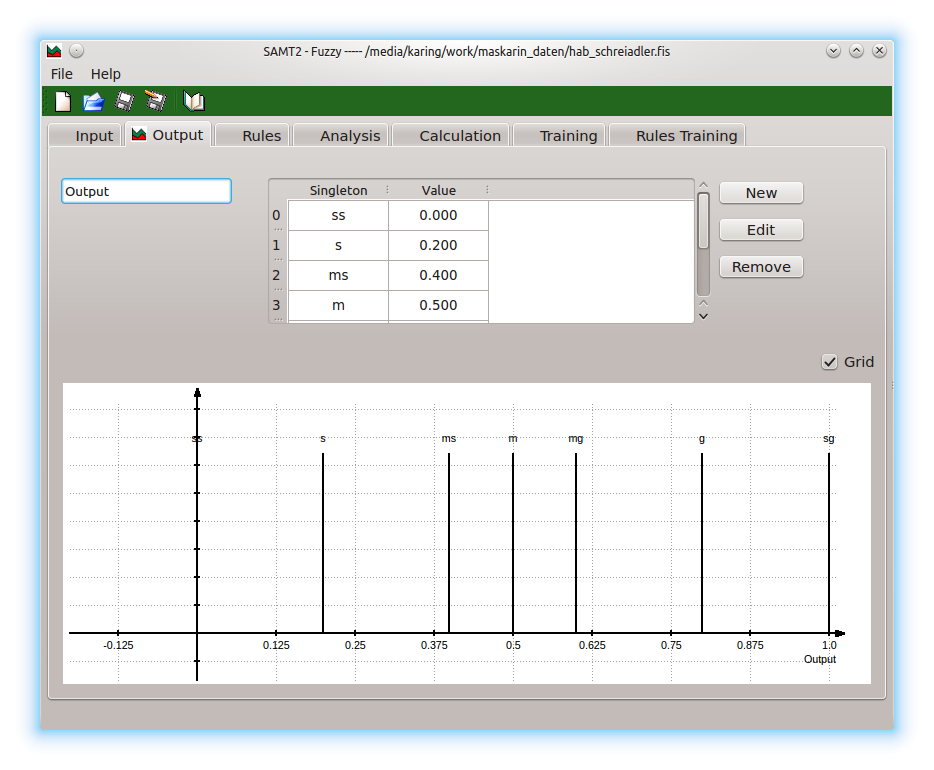 SAMT2 - Fuzzy ----- /media/karing/work/maskarin_daten/hab_schreiadler.fis
File Help
Input Output Rules Analysis Calculation Training Rules Training
Output
Singleton Value
0 ss 0.000
1 s 0.200
2 ms 0.400
3 m 0.500
New
Edit
Remove
Grid
ss s ms m mg g sg
-0.125 0.125 0.25 0.375 0.5 0.625 0.75 0.875 1.0
Output